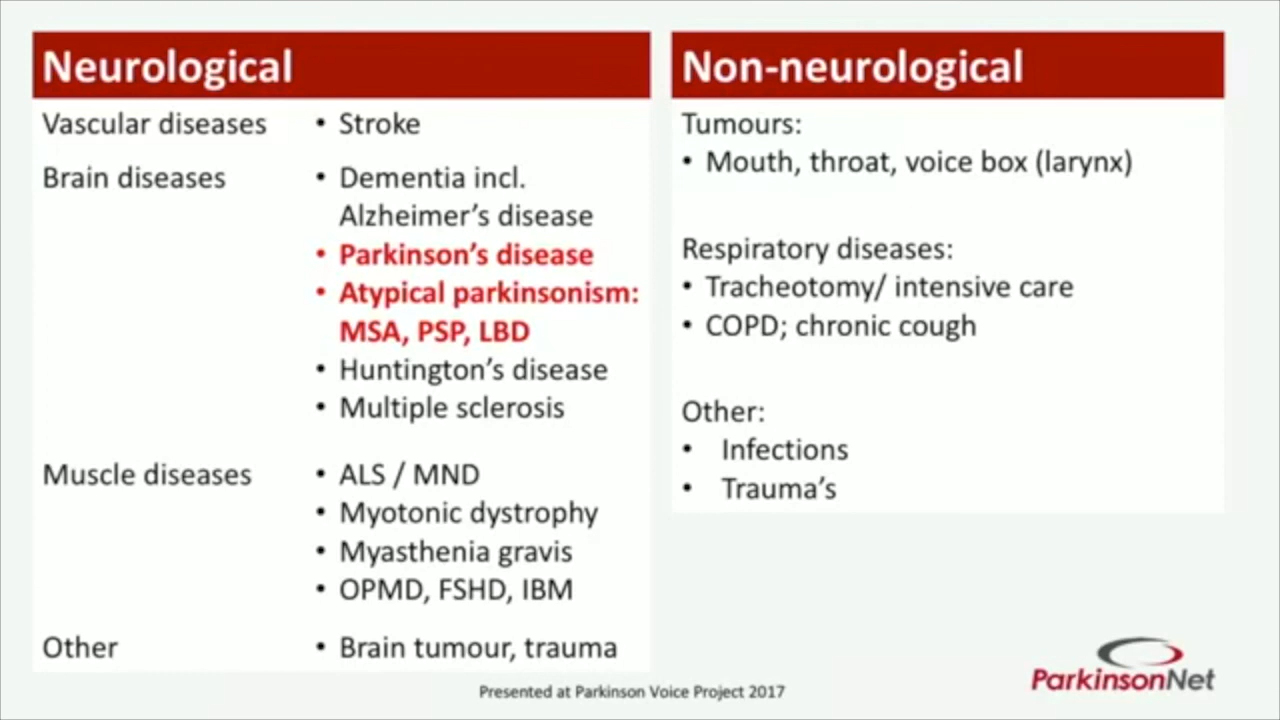 Neurological
Vascular diseases • Stroke
Brain diseases • Dementia incl.
Alzheimer's disease
• Parkinson's disease
• Atypical parkinsonism:
MSA, PSP, LBD
• Huntington's disease
• Multiple sclerosis
Muscle diseases • ALS / MND
• Myotonic dystrophy
• Myasthenia gravis
• OPMD, FSHD, IBM
Other • Brain tumour, trauma
Non-neurological
Tumours:
• Mouth, throat, voice box (larynx)
Respiratory diseases:
• Tracheotomy/ intensive care
• COPD; chronic cough
Other:
• Infections
• Trauma's
Presented at Parkinson Voice Project 2017
ParkinsonNet